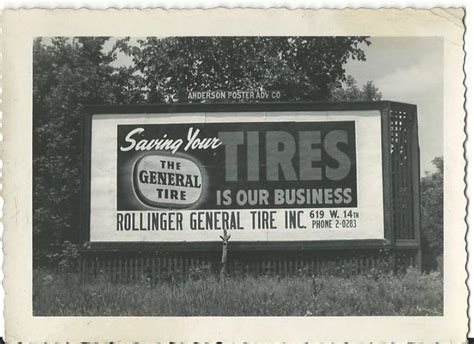 ANDERSON POSTER ADV CO
Saving Your TIRES
THE
GENERAL
TIRE
IS OUR BUSINESS
ROLLINGER GENERAL TIRE INC. 619 W. 14TH
PHONE 2-0283